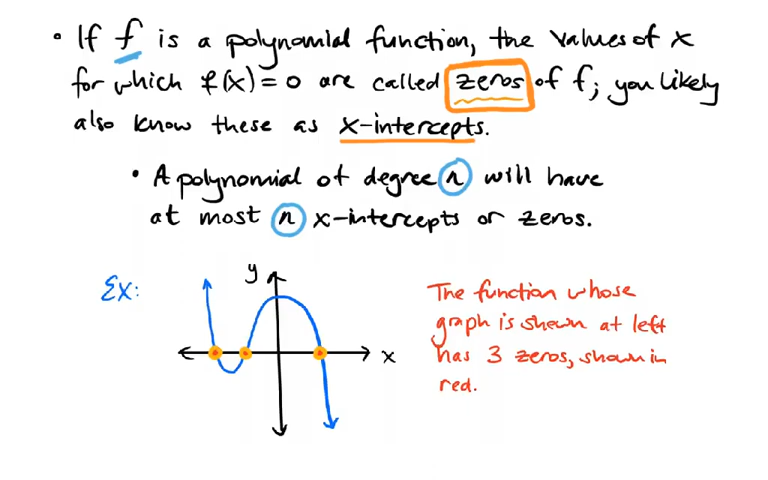 • If f is a polynomial function, the values of x
for which f(x)=0 are called zeros of f; you likely
also know these as x-intercepts.
• A polynomial of degree n will have
at most n x-intercepts or zeros.
Ex:
y
x
The function whose
graph is shown at left
has 3 zeros, shown in
red.